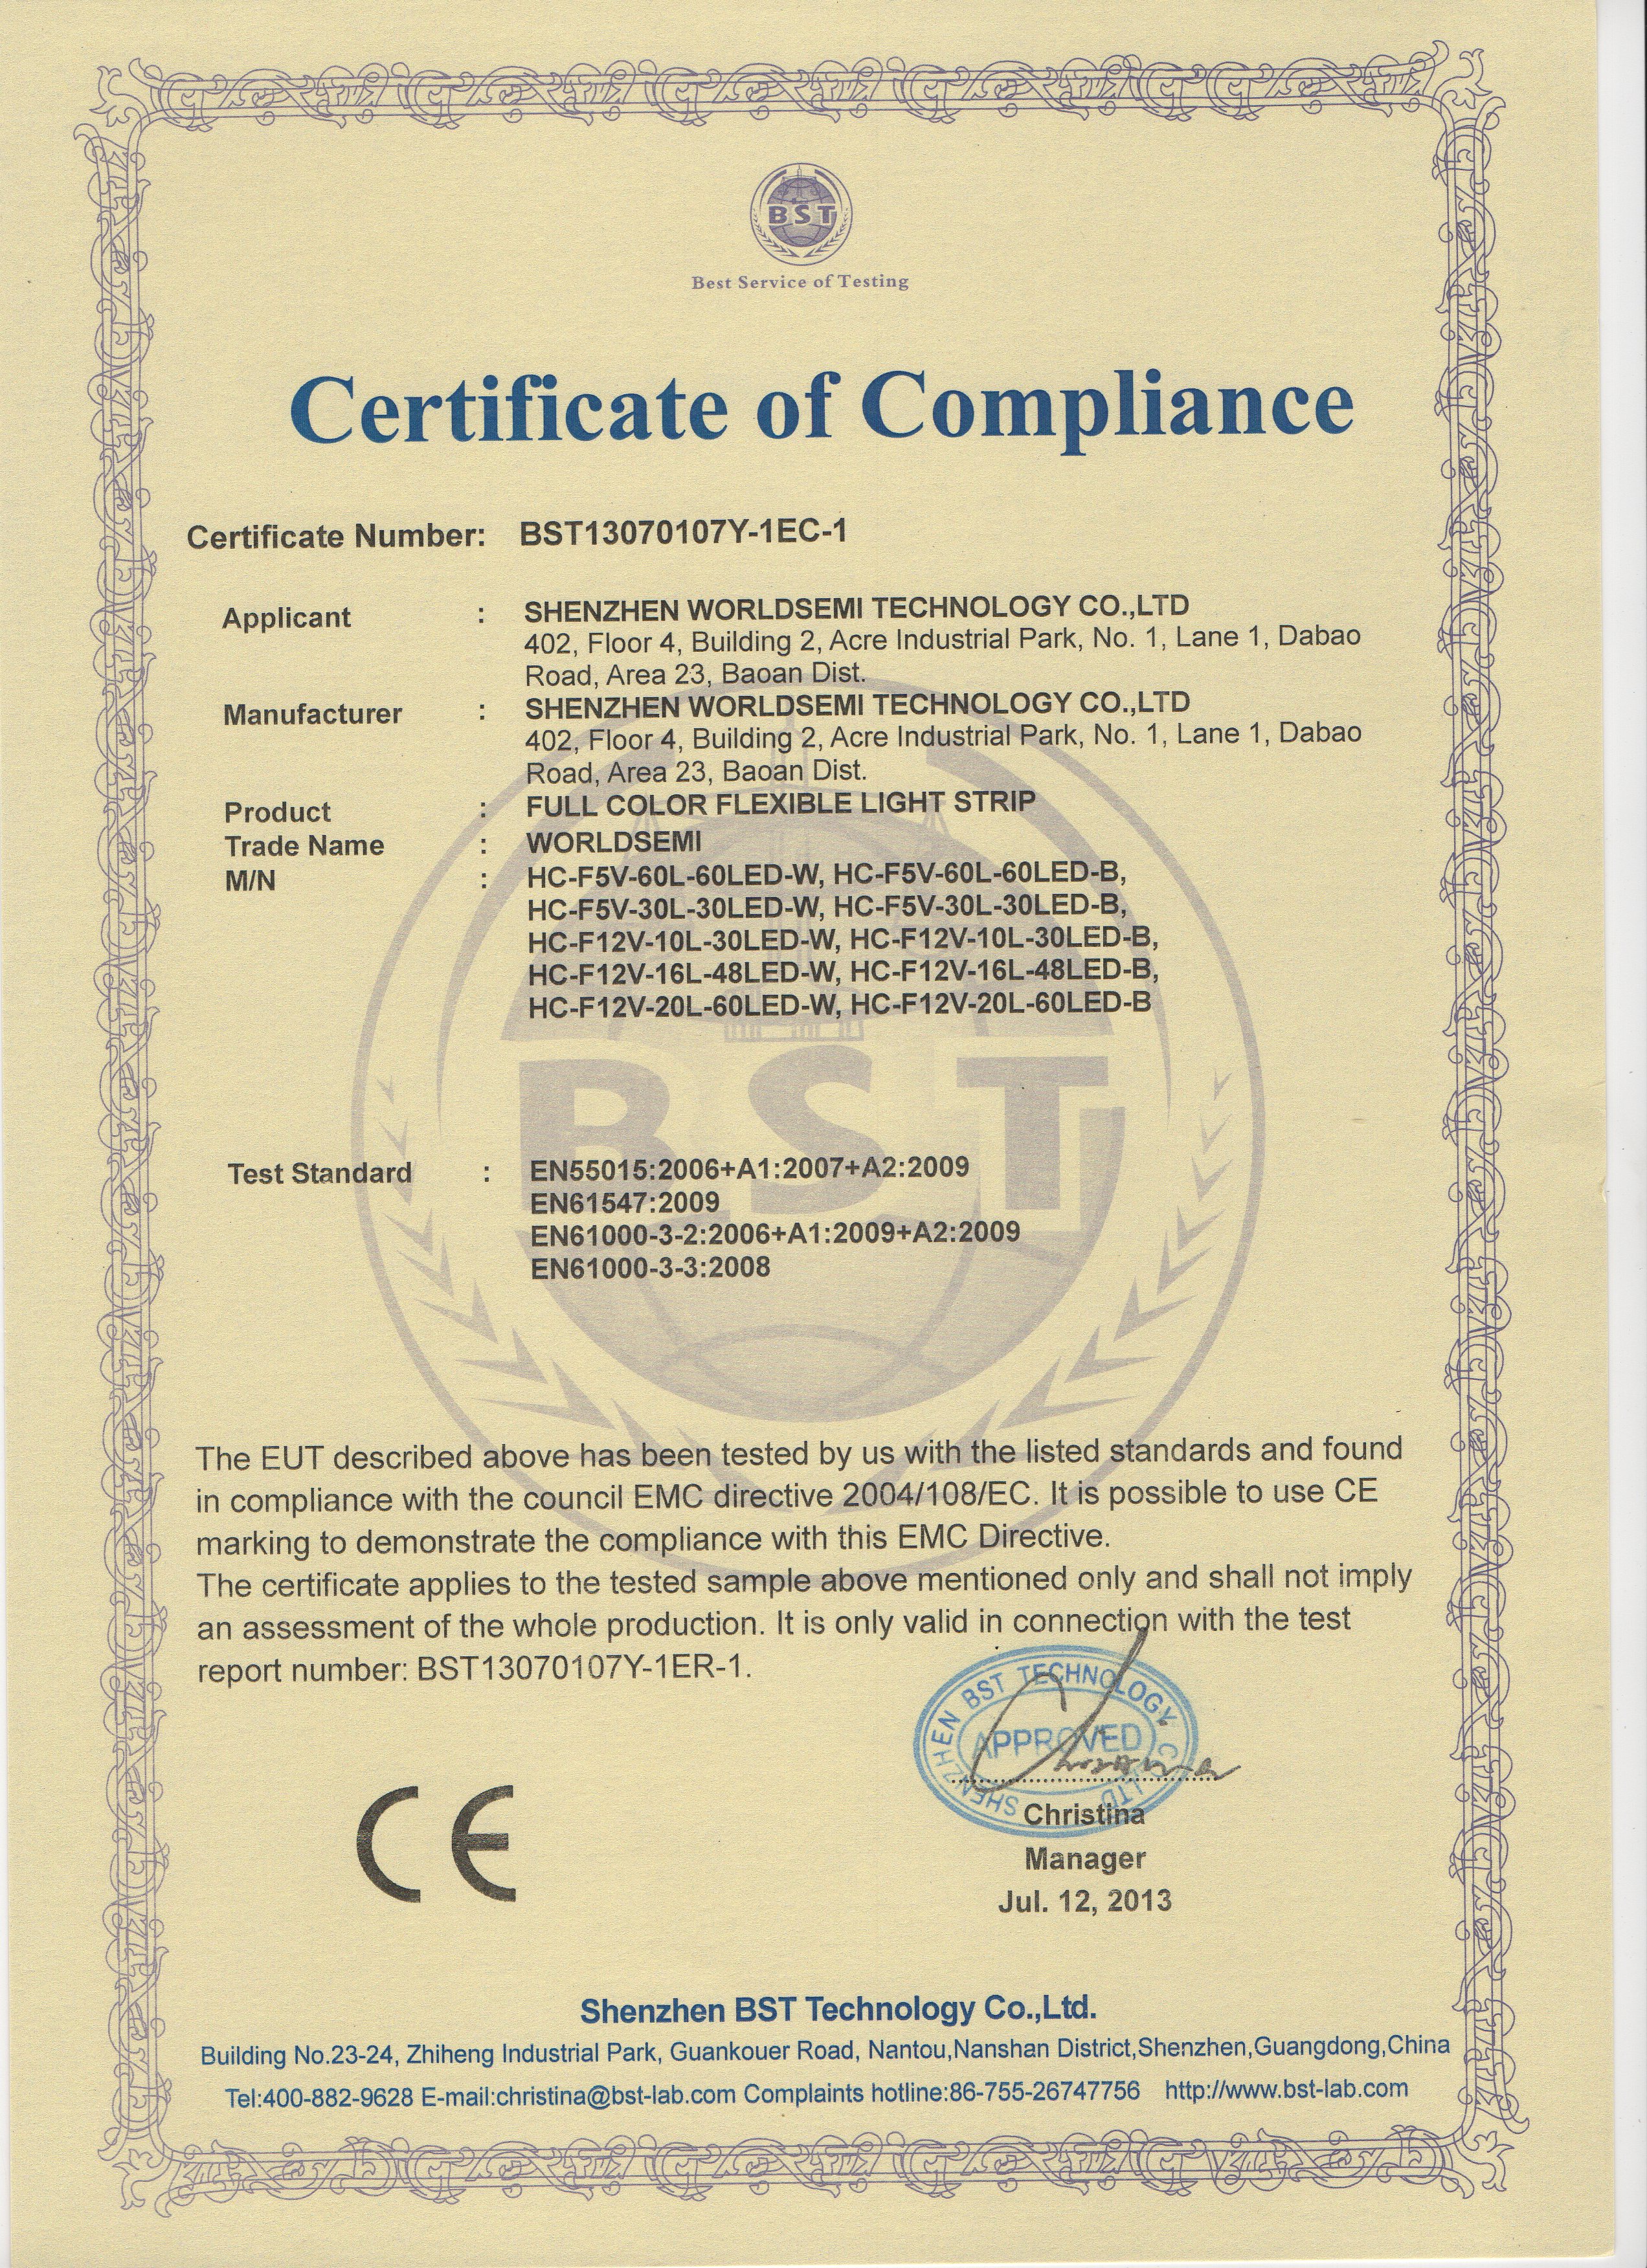 BST
Best Service of Testing
Certificate of Compliance
Certificate Number: BST13070107Y-1EC-1
Applicant : SHENZHEN WORLDSEMI TECHNOLOGY CO.,LTD
402, Floor 4, Building 2, Acre Industrial Park, No. 1, Lane 1, Dabao
Road, Area 23, Baoan Dist.
Manufacturer : SHENZHEN WORLDSEMI TECHNOLOGY CO.,LTD
402, Floor 4, Building 2, Acre Industrial Park, No. 1, Lane 1, Dabao
Road, Area 23, Baoan Dist.
Product : FULL COLOR FLEXIBLE LIGHT STRIP
Trade Name : WORLDSEMI
M/N : HC-F5V-60L-60LED-W, HC-F5V-60L-60LED-B,
HC-F5V-30L-30LED-W, HC-F5V-30L-30LED-B,
HC-F12V-10L-30LED-W, HC-F12V-10L-30LED-B,
HC-F12V-16L-48LED-W, HC-F12V-16L-48LED-B,
HC-F12V-20L-60LED-W, HC-F12V-20L-60LED-B
BST
Test Standard : EN55015:2006+A1:2007+A2:2009
EN61547:2009
EN61000-3-2:2006+A1:2009+A2:2009
EN61000-3-3:2008
The EUT described above has been tested by us with the listed standards and found
in compliance with the council EMC directive 2004/108/EC. It is possible to use CE
marking to demonstrate the compliance with this EMC Directive.
The certificate applies to the tested sample above mentioned only and shall not imply
an assessment of the whole production. It is only valid in connection with the test
report number: BST13070107Y-1ER-1.
SHENZHEN BST TECHNOLOGY CO., LTD
APPROVED
Christina
CE
Christina
Manager
Jul. 12, 2013
Shenzhen BST Technology Co.,Ltd.
Building No.23-24, Zhiheng Industrial Park, Guankouer Road, Nantou,Nanshan District,Shenzhen,Guangdong,China
Tel:400-882-9628 E-mail:christina@bst-lab.com Complaints hotline:86-755-26747756 http://www.bst-lab.com